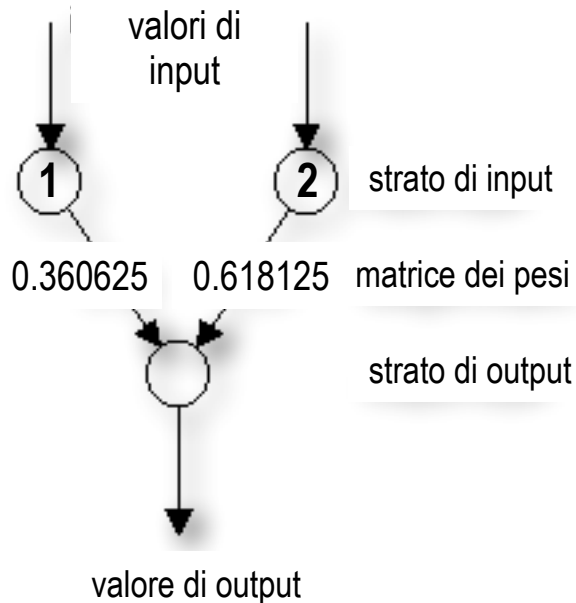 valori di
input
1
2
strato di input
0.360625
0.618125
matrice dei pesi
strato di output
valore di output